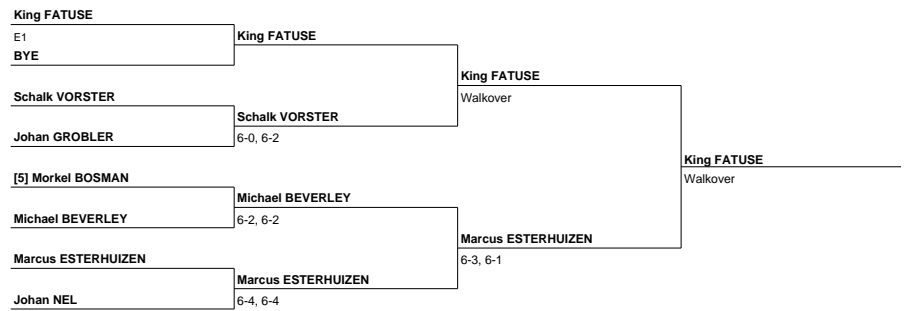 King FATUSE
E1
BYE
King FATUSE
King FATUSE
Walkover
Schalk VORSTER
Schalk VORSTER
6-0, 6-2
Johan GROBLER
King FATUSE
Walkover
[5] Morkel BOSMAN
Michael BEVERLEY
6-2, 6-2
Michael BEVERLEY
Marcus ESTERHUIZEN
6-3, 6-1
Marcus ESTERHUIZEN
Marcus ESTERHUIZEN
6-4, 6-4
Johan NEL